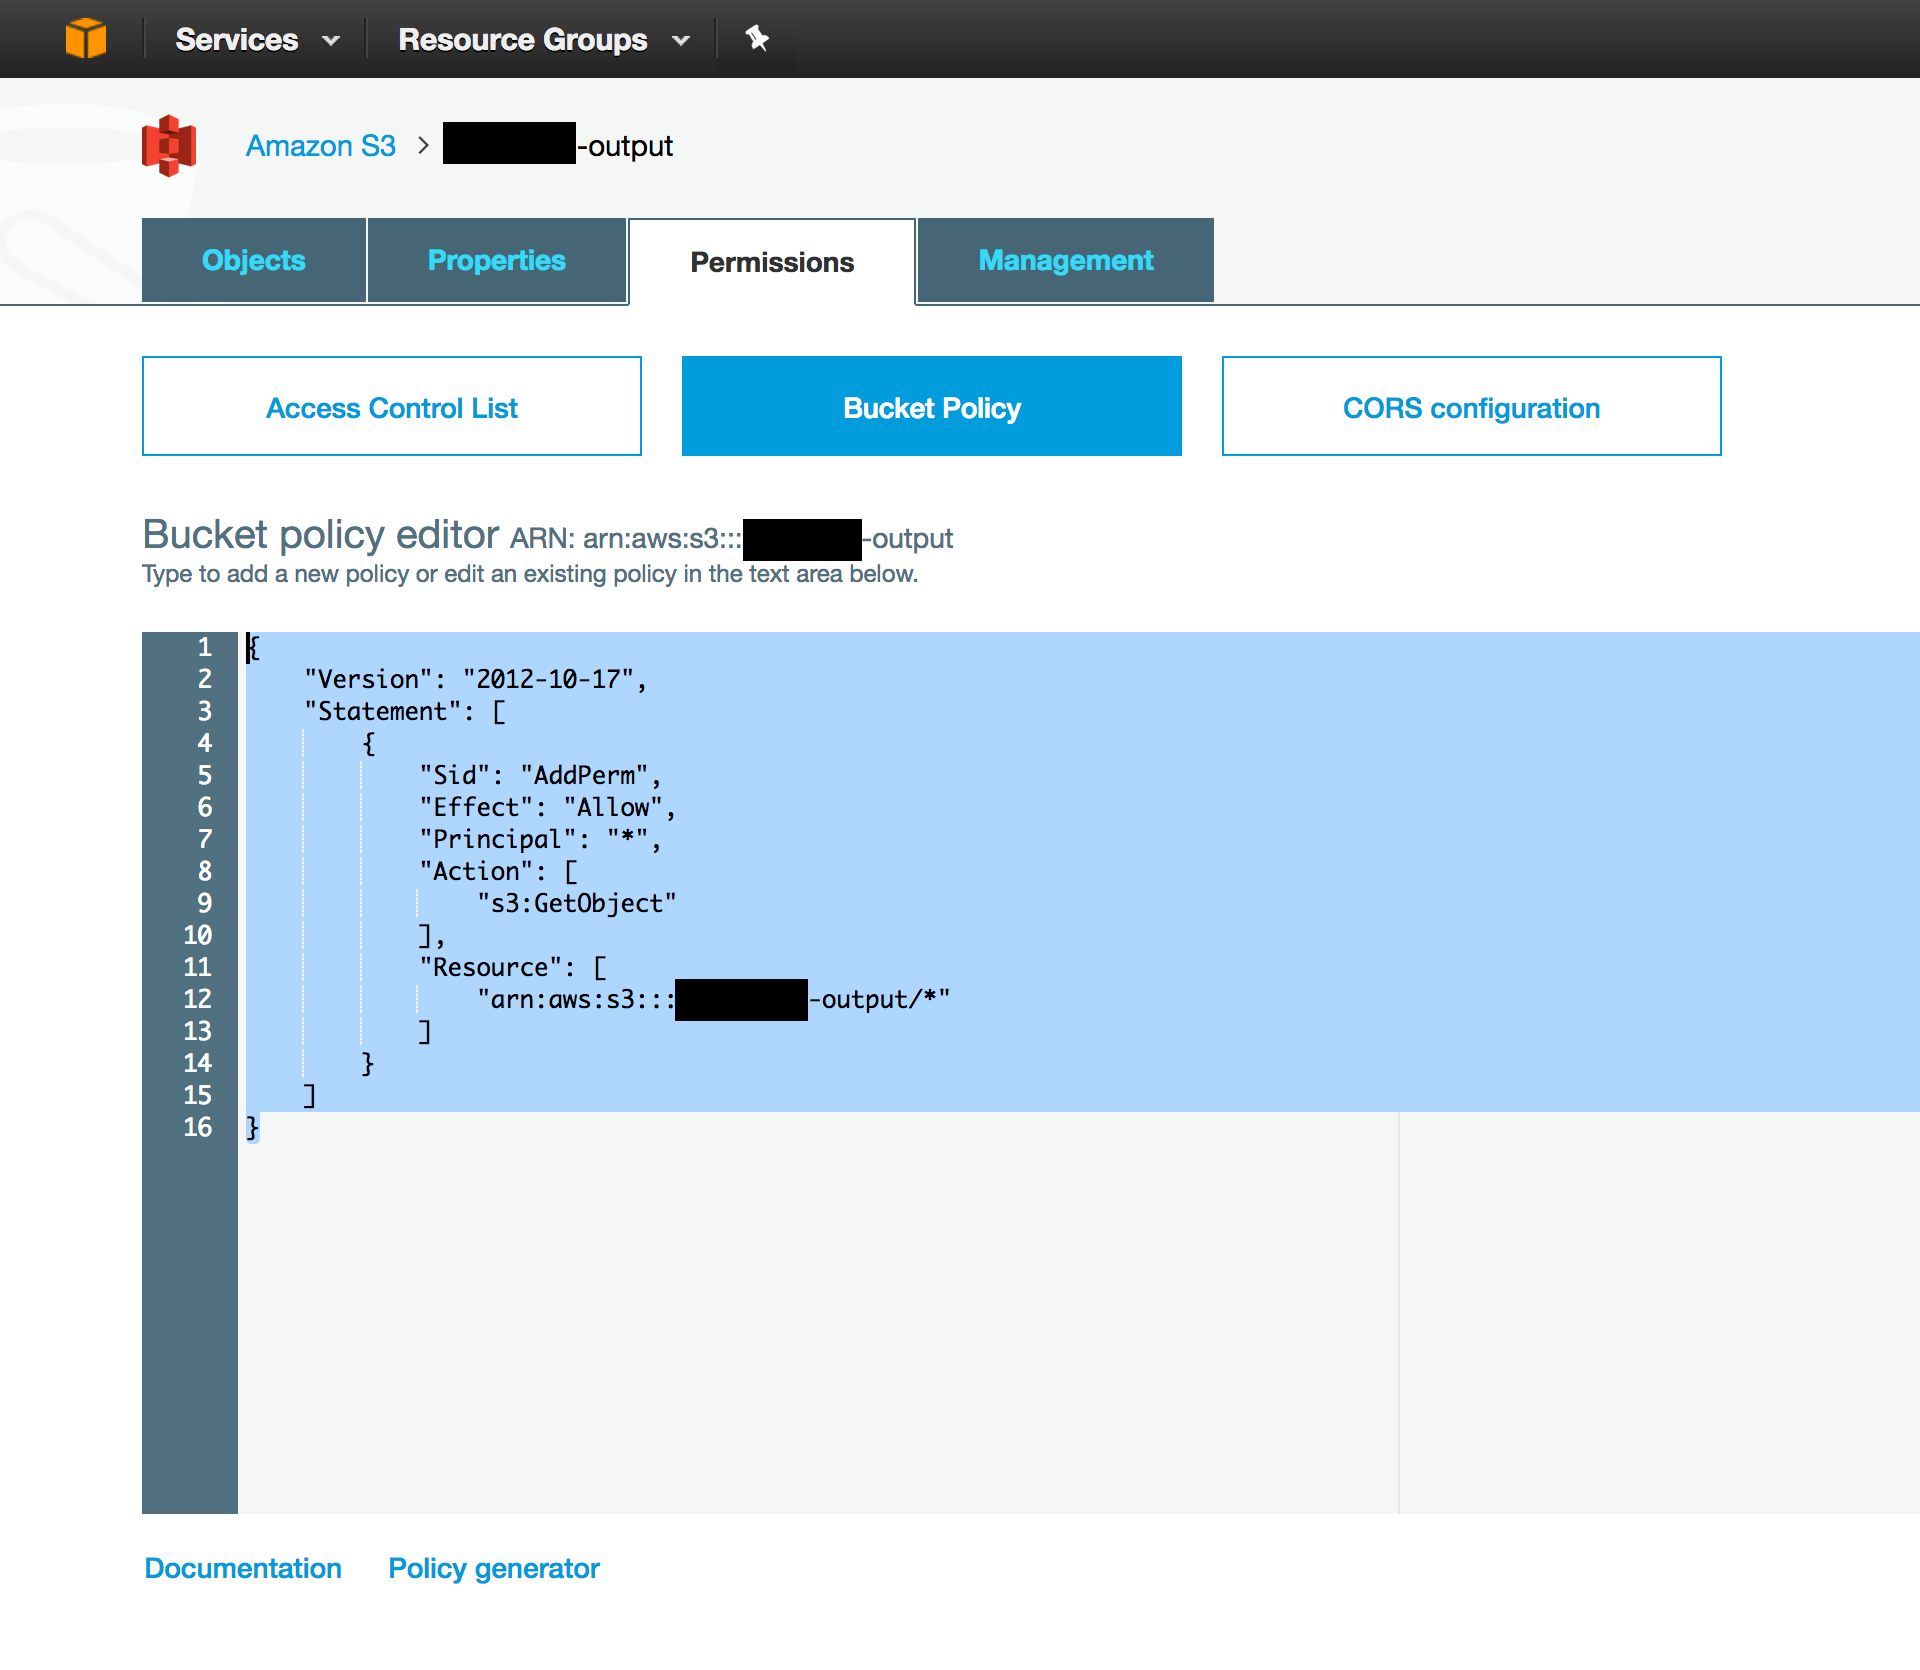 Services Resource Groups
Amazon S3 > -output
Objects Properties Permissions Management
Access Control List Bucket Policy CORS configuration
Bucket policy editor ARN: arn:aws:s3::: -output
Type to add a new policy or edit an existing policy in the text area below.
1 {
2 "Version": "2012-10-17",
3 "Statement": [
4 {
5 "Sid": "AddPerm",
6 "Effect": "Allow",
7 "Principal": "*",
8 "Action": [
9 "s3:GetObject"
10 ],
11 "Resource": [
12 "arn:aws:s3::: -output/*"
13 ]
14 }
15 ]
16 }
Documentation Policy generator